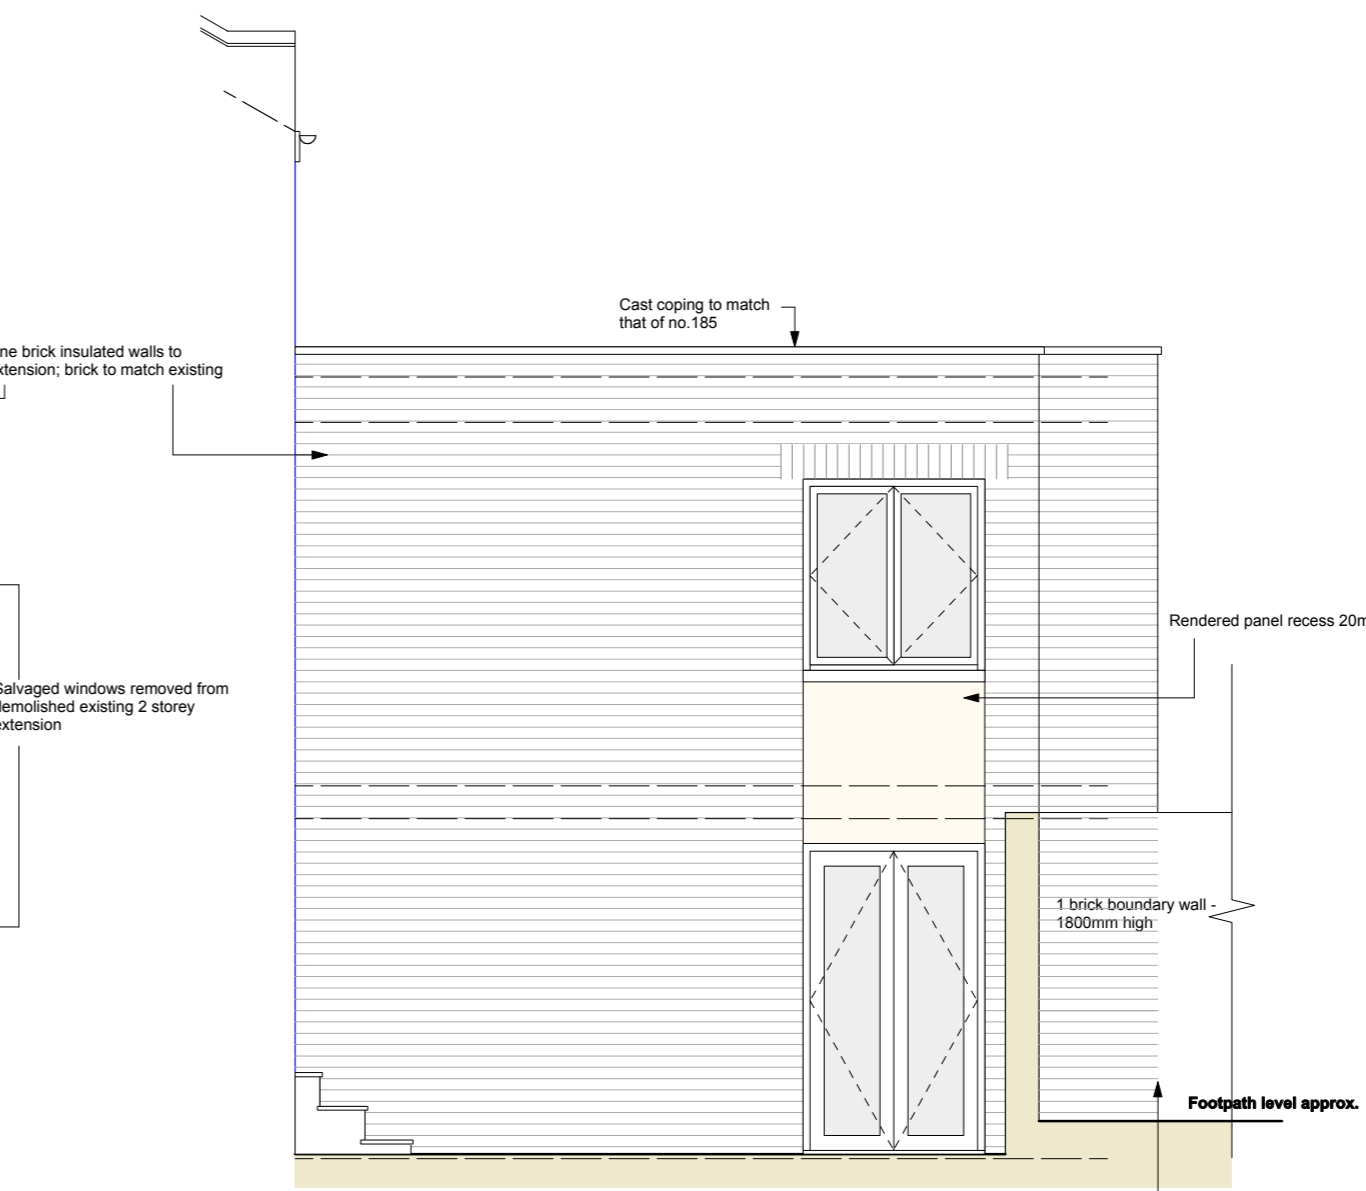 Cast coping to match
that of no.185
ne brick insulated walls to
xtension; brick to match existing
Rendered panel recess 20m
Salvaged windows removed from
demolished existing 2 storey
extension
1 brick boundary wall -
1800mm high
Footpath level approx.